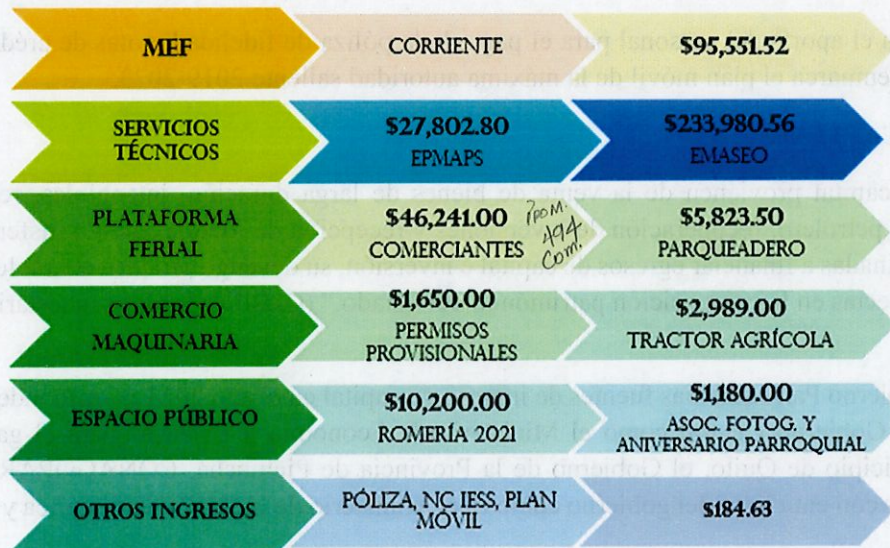 MEF
CORRIENTE
$95,551.52
SERVICIOS
TÉCNICOS
$27,802.80
EPMAPS
$233,980.56
EMASEO
PLATAFORMA
FERIAL
$46,241.00
COMERCIANTES
494
Com.
$5,823.50
PARQUEADERO
COMERCIO
MAQUINARIA
$1,650.00
PERMISOS
PROVISIONALES
$2,989.00
TRACTOR AGRÍCOLA
ESPACIO PÚBLICO
$10,200.00
ROMERÍA 2021
$1,180.00
ASOC. FOTOG. Y
ANIVERSARIO PARROQUIAL
OTROS INGRESOS
PÓLIZA, NC IESS, PLAN
MÓVIL
$184.63